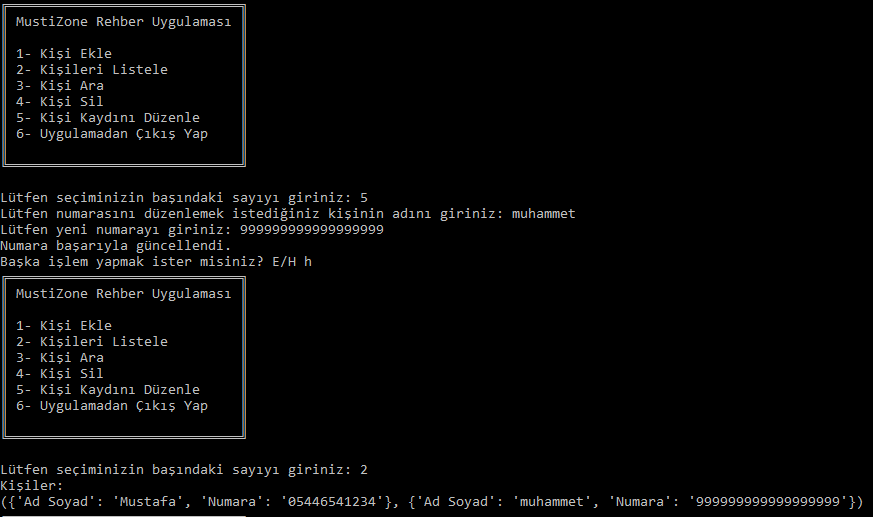 MustiZone Rehber Uygulaması
1- Kişi Ekle
2- Kişileri Listele
3- Kişi Ara
4- Kişi Sil
5- Kişi Kaydını Düzenle
6- Uygulamadan Çıkış Yap
Lütfen seçiminizin başındaki sayıyı giriniz: 5
Lütfen numarasını düzenlemek istediğiniz kişinin adını giriniz: muhammet
Lütfen yeni numarayı giriniz: 999999999999999999
Numara başarıyla güncellendi.
Başka işlem yapmak ister misiniz? E/H h
MustiZone Rehber Uygulaması
1- Kişi Ekle
2- Kişileri Listele
3- Kişi Ara
4- Kişi Sil
5- Kişi Kaydını Düzenle
6- Uygulamadan Çıkış Yap
Lütfen seçiminizin başındaki sayıyı giriniz: 2
Kişiler:
({'Ad Soyad': 'Mustafa', 'Numara': '05446541234'}, {'Ad Soyad': 'muhammet', 'Numara': '999999999999999999'})